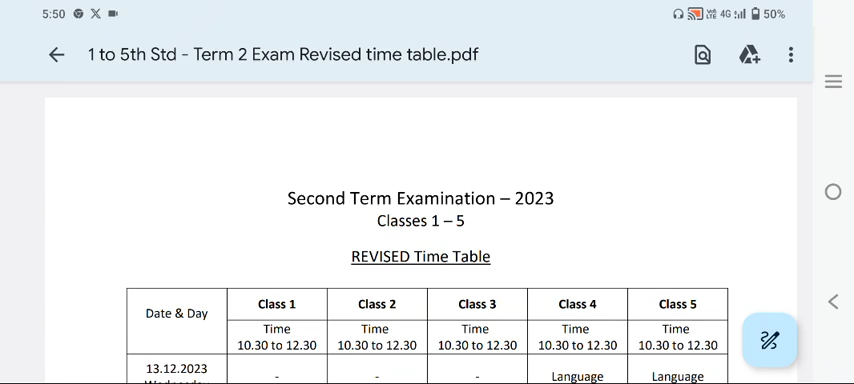 5:50
4G 50%
1 to 5th Std - Term 2 Exam Revised time table.pdf
Second Term Examination – 2023
Classes 1 – 5
REVISED Time Table
Date & Day Class 1 Class 2 Class 3 Class 4 Class 5
Time Time Time Time Time
10.30 to 12.30 10.30 to 12.30 10.30 to 12.30 10.30 to 12.30 10.30 to 12.30
13.12.2023 - - - Language Language